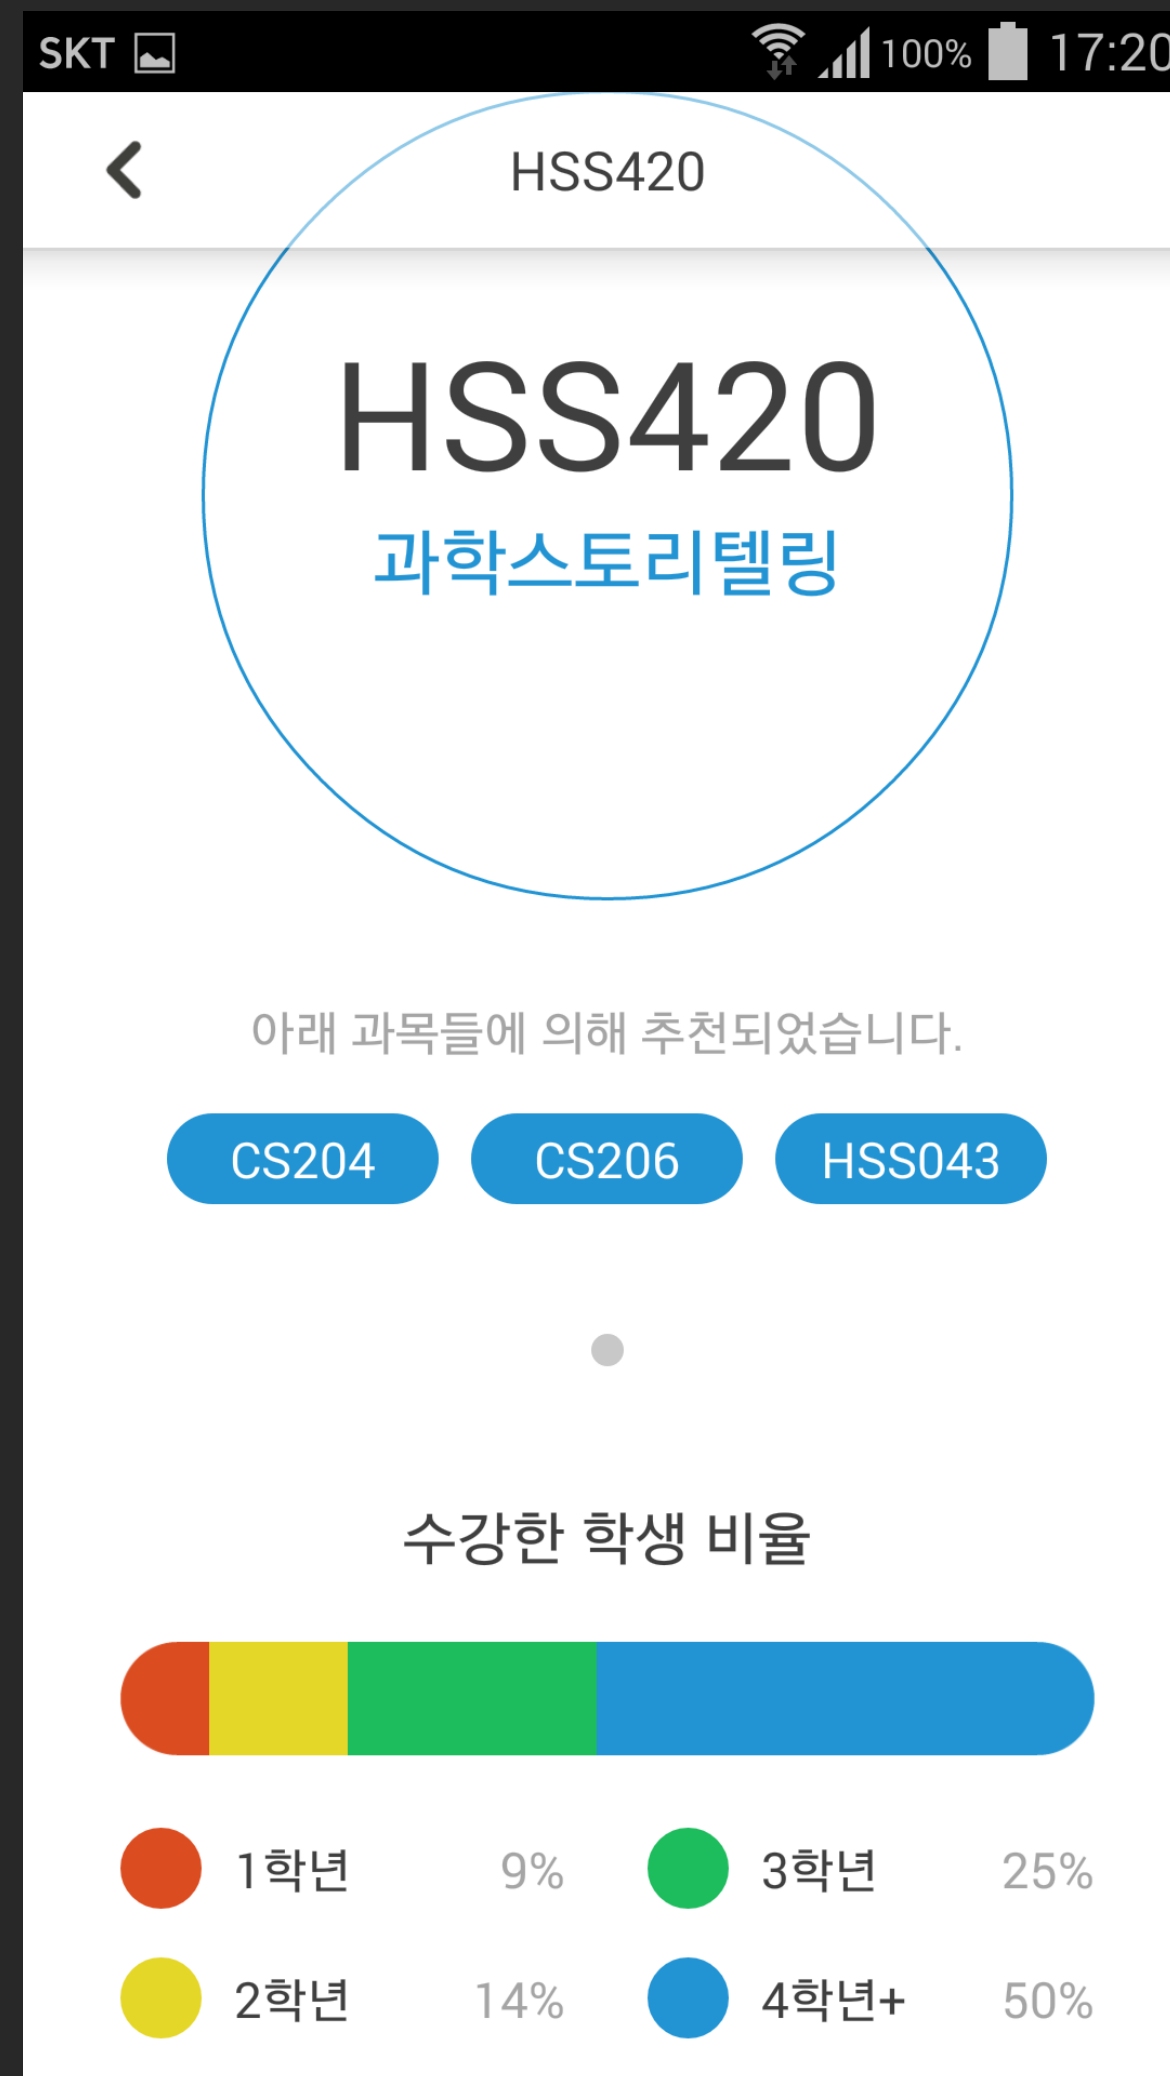 SKT 100% 17:20
HSS420
HSS420
과학스토리텔링
아래 과목들에 의해 추천되었습니다.
CS204 CS206 HSS043
수강한 학생 비율
1학년 9% 3학년 25%
2학년 14% 4학년+ 50%